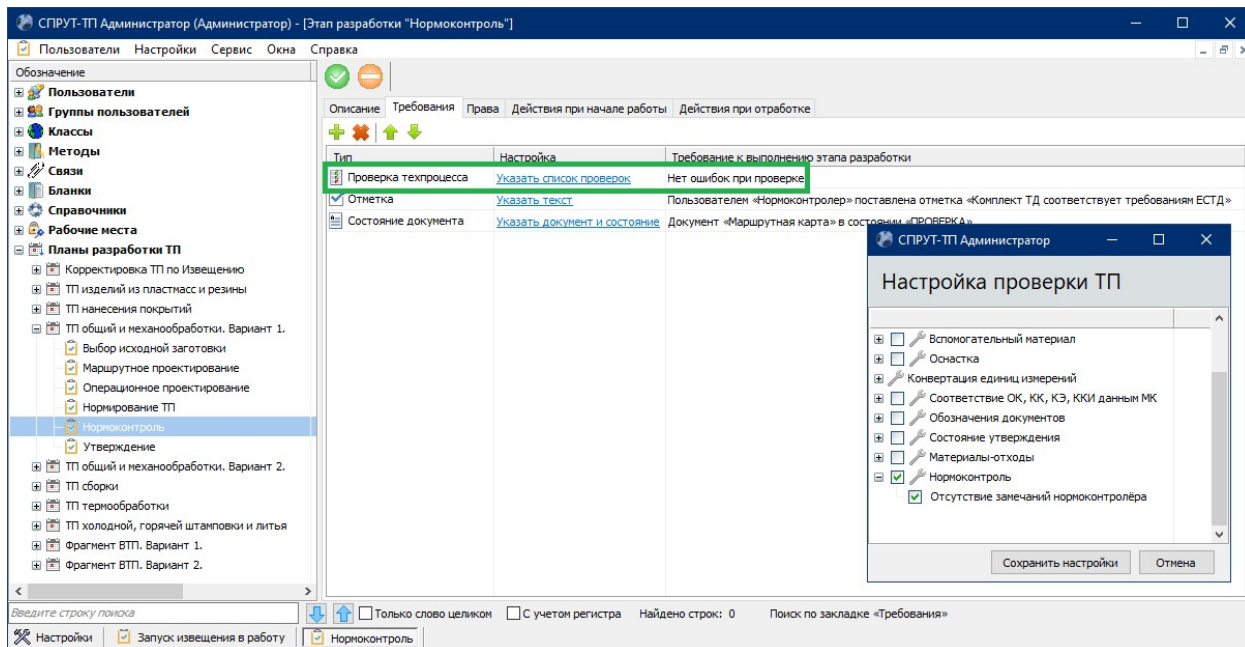 СПРУТ-ТП Администратор (Администратор) - [Этап разработки "Нормоконтроль"]
Пользователи Настройки Сервис Окна Справка
Обозначение
Пользователи
Группы пользователей
Классы
Методы
Связи
Бланки
Справочники
Рабочие места
Планы разработки ТП
Корректировка ТП по Извещению
ТП изделий из пластмасс и резины
ТП нанесения покрытий
ТП общий и механообработки. Вариант 1.
Выбор исходной заготовки
Маршрутное проектирование
Операционное проектирование
Нормирование ТП
Нормоконтроль
Утверждение
ТП общий и механообработки. Вариант 2.
ТП сборки
ТП термообработки
ТП холодной, горячей штамповки и литья
Фрагмент ВТП. Вариант 1.
Фрагмент ВТП. Вариант 2.
Описание Требования Права Действия при начале работы Действия при отработке
Тип Настройка Требование к выполнению этапа разработки
Проверка техпроцесса Указать список проверок Нет ошибок при проверке
Отметка Указать текст Пользователем «Нормоконтролер» поставлена отметка «Комплект ТД соответствует требованиям ЕСТД»
Состояние документа Указать документ и состояние Документ «Маршрутная карта» в состоянии «ПРОВЕРКА»
СПРУТ-ТП Администратор
Настройка проверки ТП
Вспомогательный материал
Оснастка
Конвертация единиц измерений
Соответствие ОК, КК, КЭ, ККИ данным МК
Обозначения документов
Состояние утверждения
Материалы-отходы
Нормоконтроль
Отсутствие замечаний нормоконтролёра
Сохранить настройки Отмена
Введите строку поиска Только слово целиком С учетом регистра Найдено строк: 0 Поиск по закладке «Требования»
Настройки Запуск извещения в работу Нормоконтроль